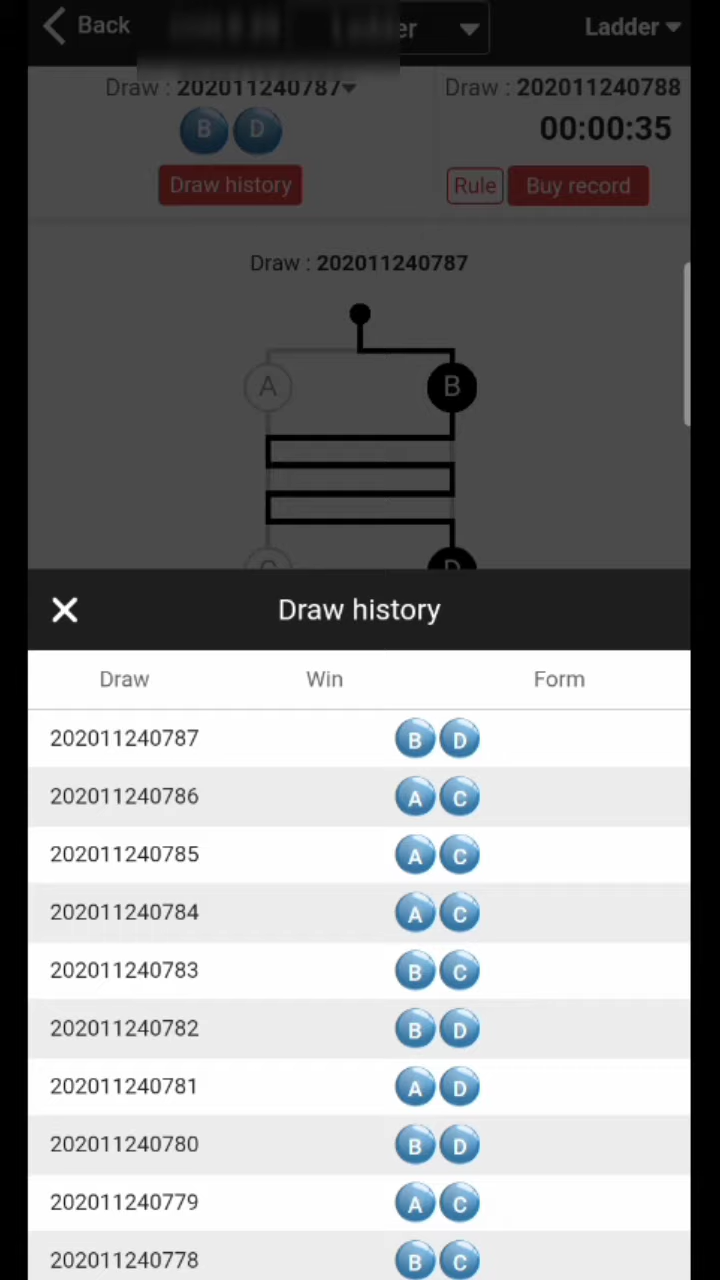 Back
er
Ladder
Draw : 202011240787
Draw : 202011240788
B D
00:00:35
Draw history
Rule
Buy record
Draw : 202011240787
A
B
C
D
Draw history
Draw Win Form
202011240787 B D
202011240786 A C
202011240785 A C
202011240784 A C
202011240783 B C
202011240782 B D
202011240781 A D
202011240780 B D
202011240779 A C
202011240778 B C